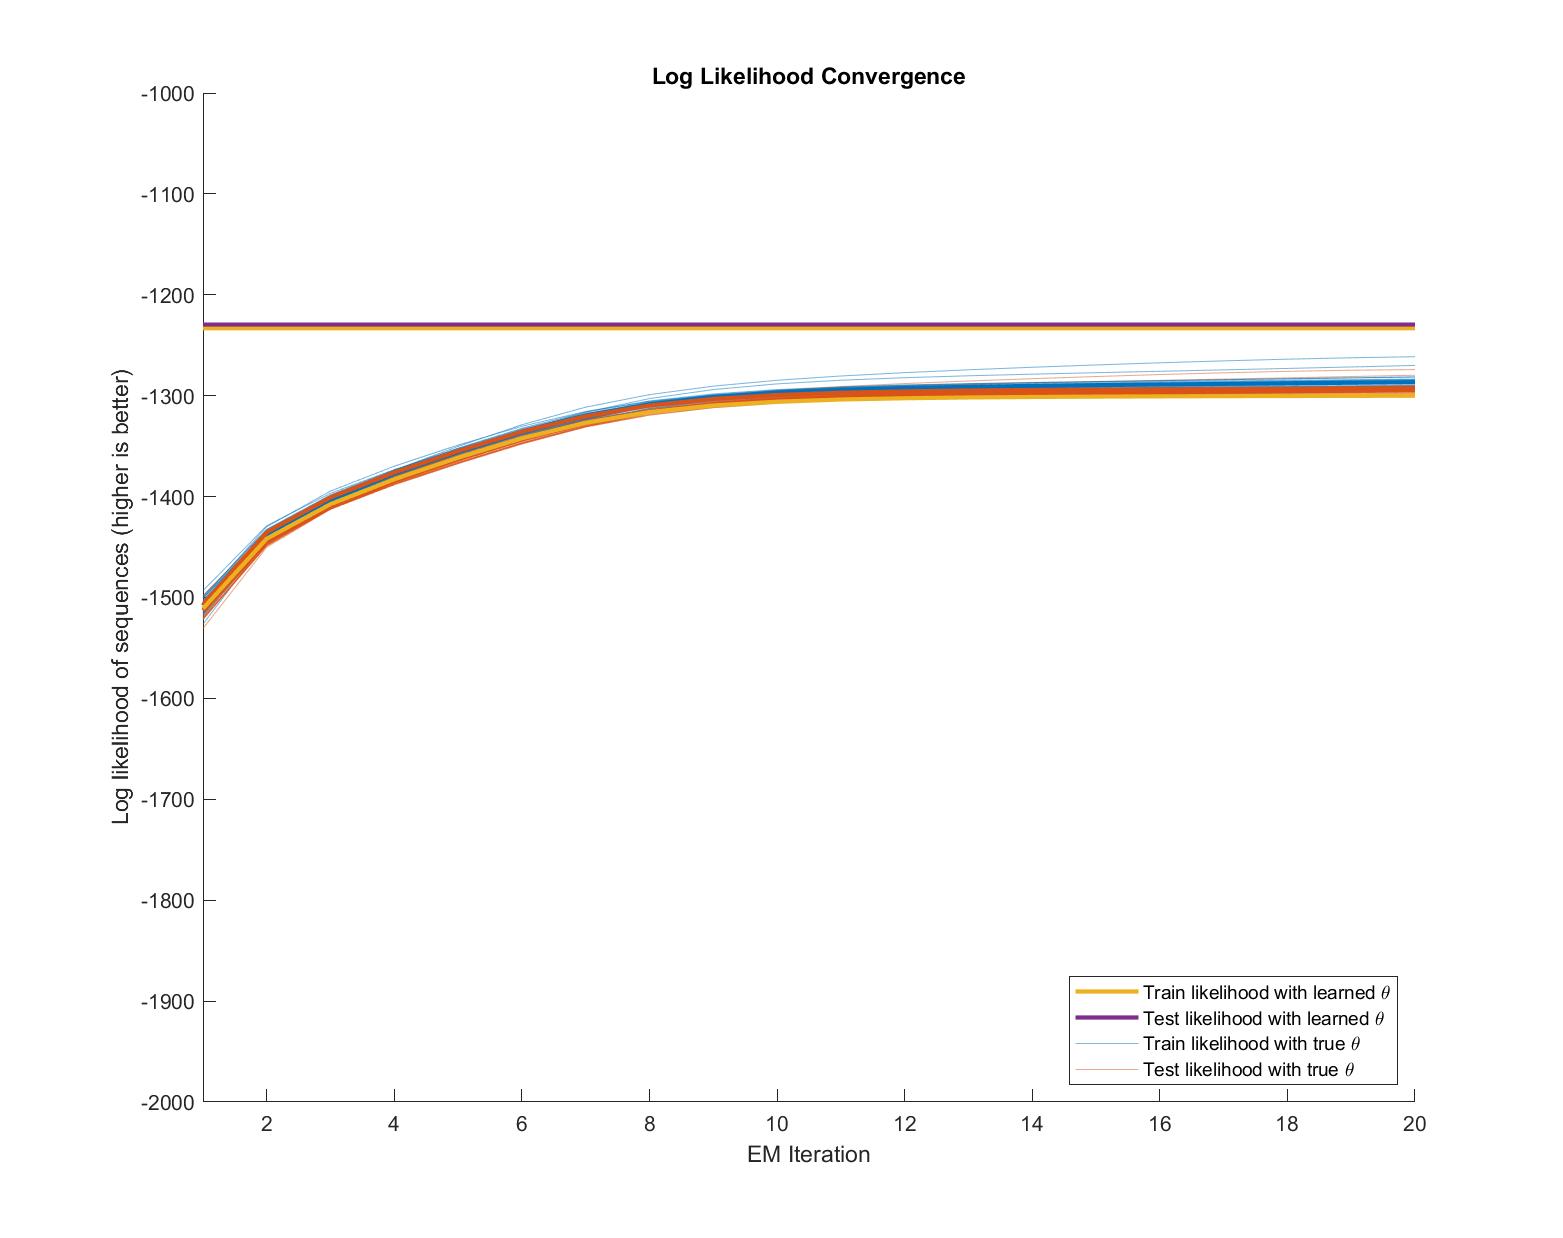 Log Likelihood Convergence
-1000
-1100
-1200
-1300
-1400
-1500
-1600
-1700
-1800
-1900
-2000
Log likelihood of sequences (higher is better)
2 4 6 8 10 12 14 16 18 20
EM Iteration
Train likelihood with learned θ
Test likelihood with learned θ
Train likelihood with true θ
Test likelihood with true θ